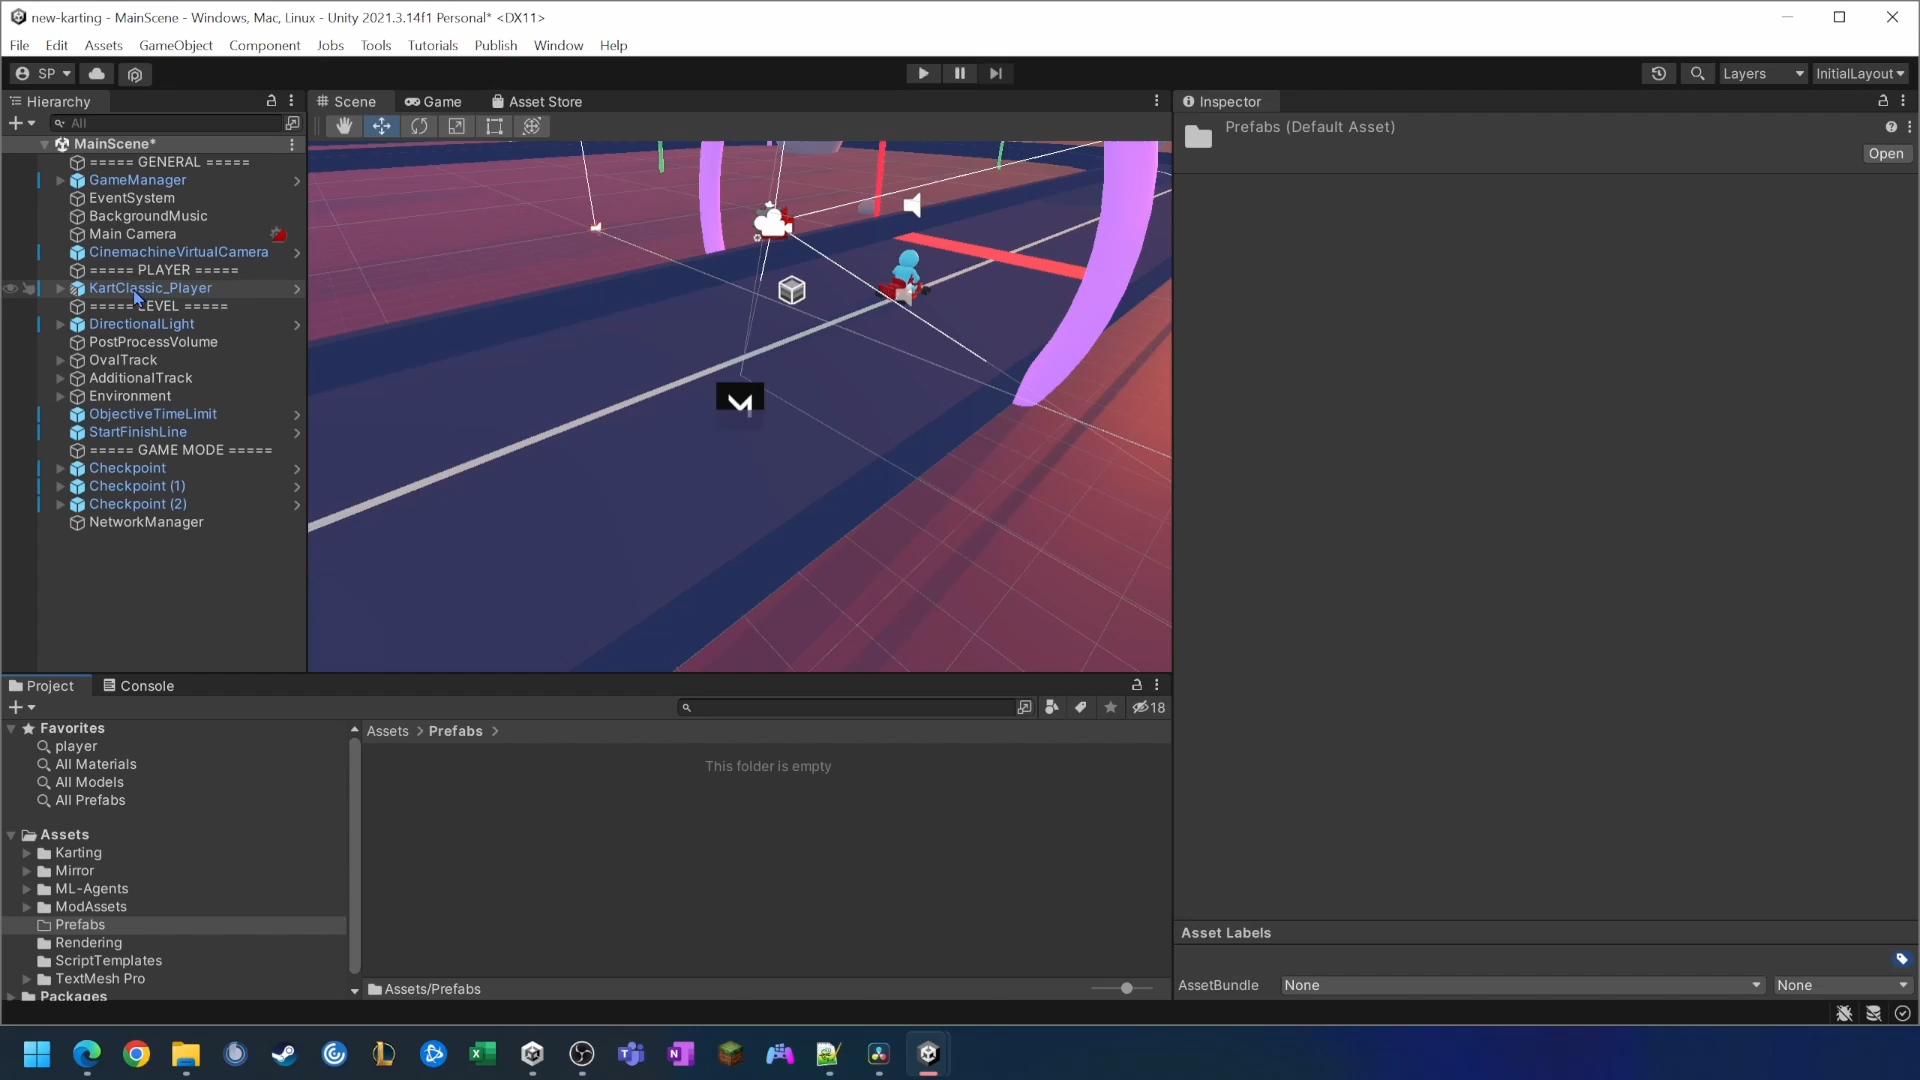 new-karting - MainScene - Windows, Mac, Linux - Unity 2021.3.14f1 Personal* <DX11>
File Edit Assets GameObject Component Jobs Tools Tutorials Publish Window Help
SP
Layers
InitialLayout
Hierarchy
All
MainScene*
===== GENERAL =====
GameManager
EventSystem
BackgroundMusic
Main Camera
CinemachineVirtualCamera
===== PLAYER =====
KartClassic_Player
===== LEVEL =====
DirectionalLight
PostProcessVolume
OvalTrack
AdditionalTrack
Environment
ObjectiveTimeLimit
StartFinishLine
===== GAME MODE =====
Checkpoint
Checkpoint (1)
Checkpoint (2)
NetworkManager
Scene Game Asset Store
Inspector
Prefabs (Default Asset)
Open
Project Console
18
Favorites
player
All Materials
All Models
All Prefabs
Assets
Karting
Mirror
ML-Agents
ModAssets
Prefabs
Rendering
ScriptTemplates
TextMesh Pro
Packages
Assets > Prefabs >
This folder is empty
Assets/Prefabs
Asset Labels
AssetBundle None None